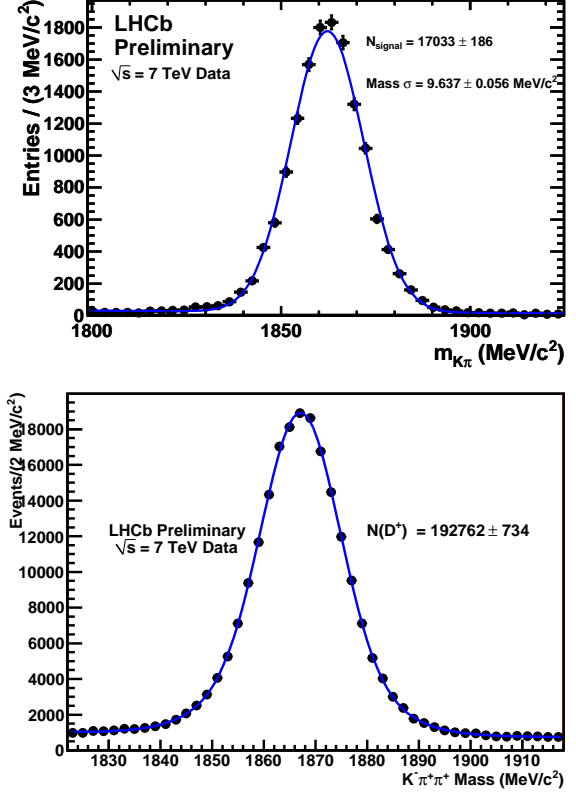 LHCb
Preliminary
√s = 7 TeV Data
N_signal = 17033 ± 186
Mass σ = 9.637 ± 0.056 MeV/c²
Entries / (3 MeV/c²)
1800
1600
1400
1200
1000
800
600
400
200
0
1800 1850 1900
m_Kπ (MeV/c²)
Events/(2 MeV/c²)
18000
16000
14000
12000
10000
8000
6000
4000
2000
0
LHCb Preliminary
√s = 7 TeV Data
N(D⁺) = 192762 ± 734
1830 1840 1850 1860 1870 1880 1890 1900 1910
K⁻π⁺π⁺ Mass (MeV/c²)